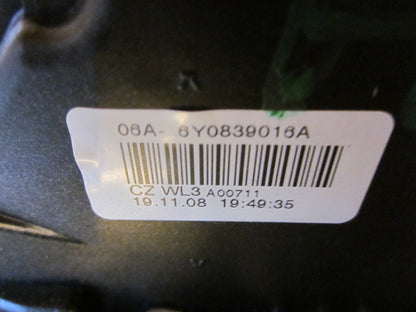 06A- 6Y0839016A
CZ WL3 A00711
19.11.08 19:49:35